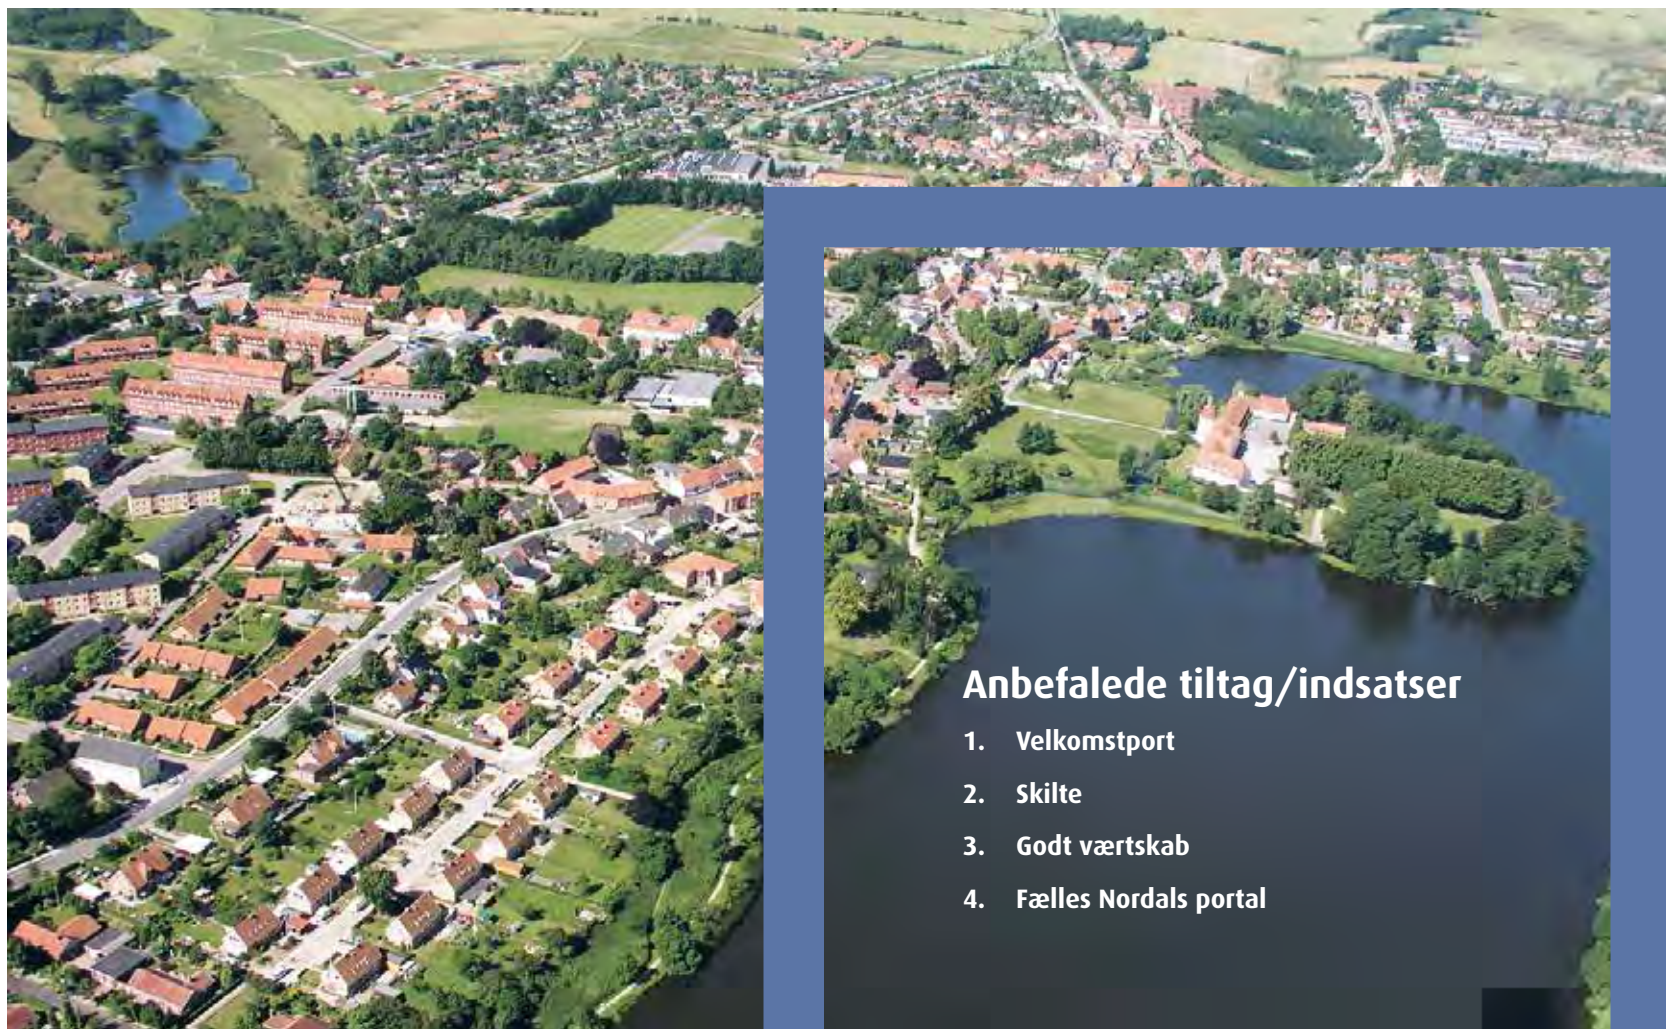 Anbefalede tiltag/indsatser
1. Velkomstport
2. Skilte
3. Godt værtskab
4. Fælles Nordals portal